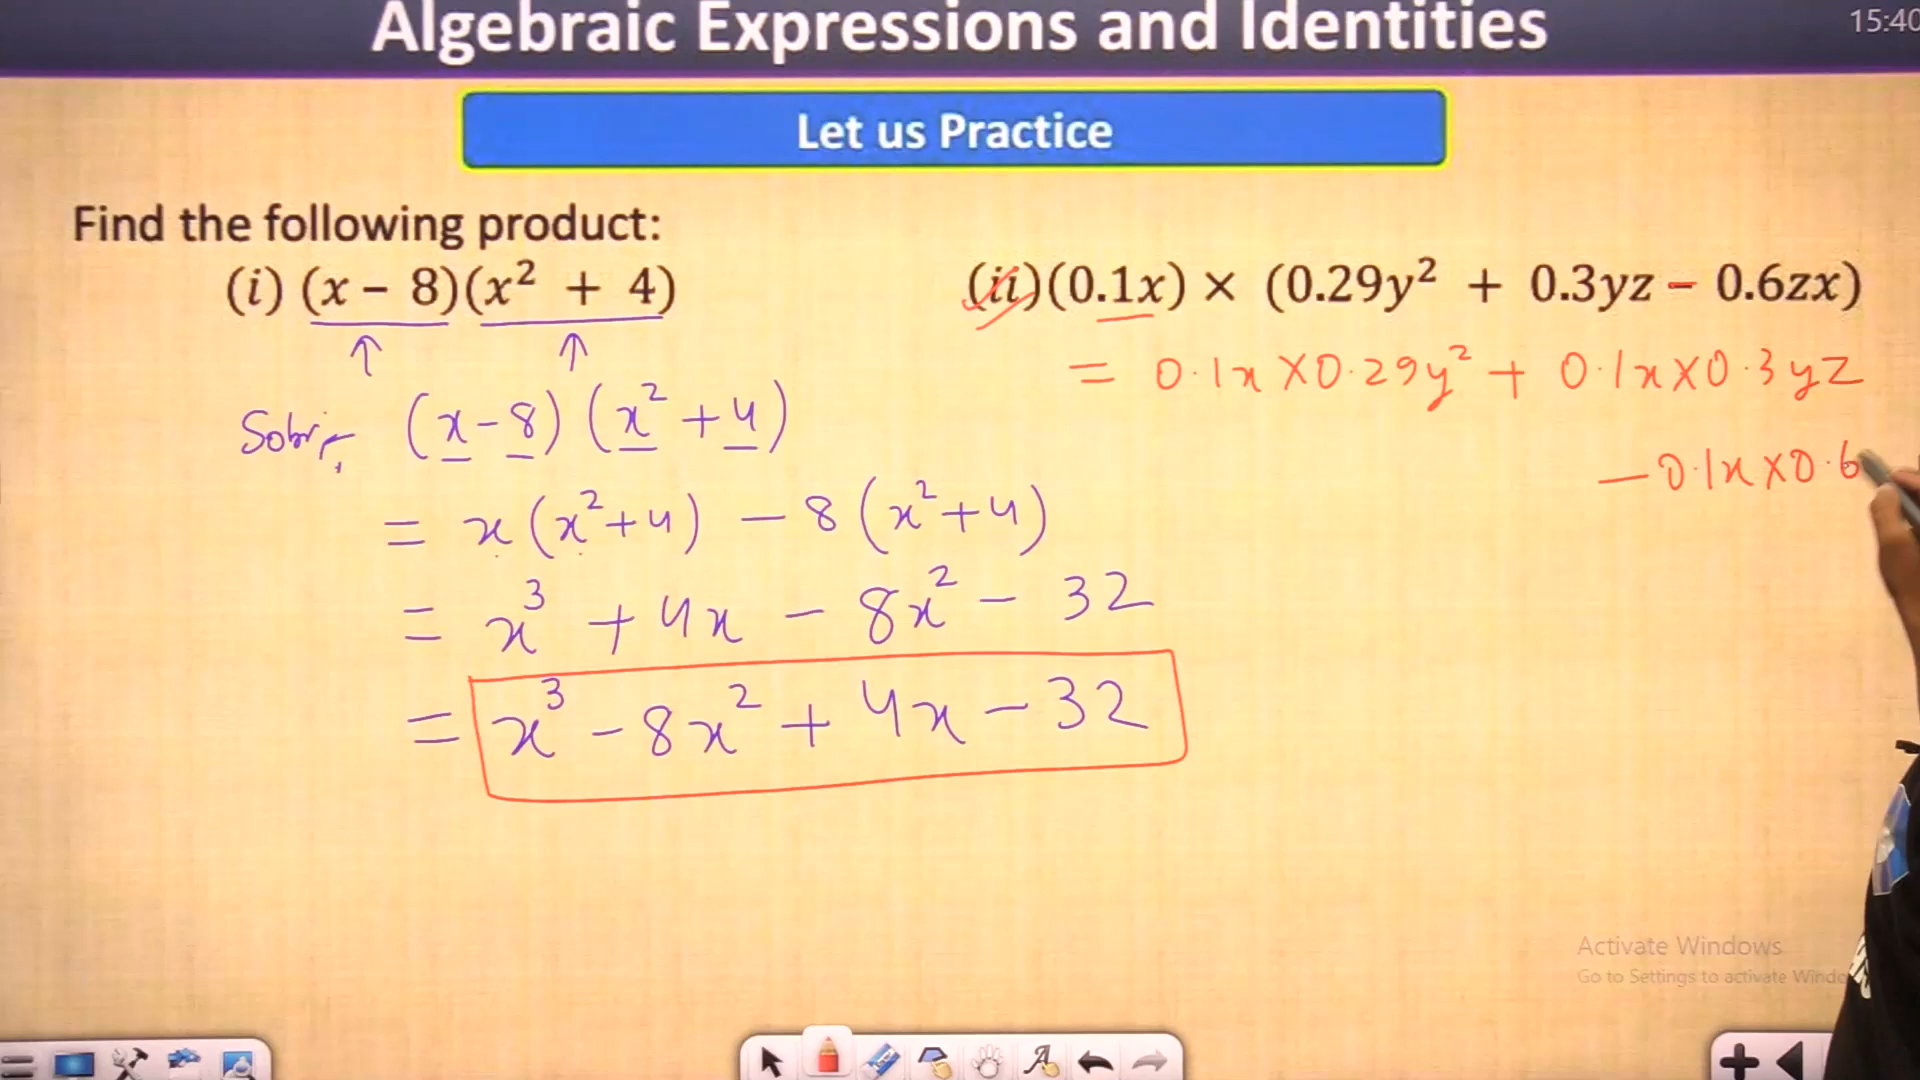 Algebraic Expressions and Identities
15:40
Let us Practice
Find the following product:
(i) (x − 8)(x² + 4)
(ii)(0.1x) × (0.29y² + 0.3yz − 0.6zx)
= 0.1x × 0.29y² + 0.1x × 0.3yz
− 0.1x × 0.6
(x − 8) (x² + 4)
= x (x² + 4) − 8 (x² + 4)
= x³ + 4x − 8x² − 32
= x³ − 8x² + 4x − 32
Activate Windows
Go to Settings to activate Windo